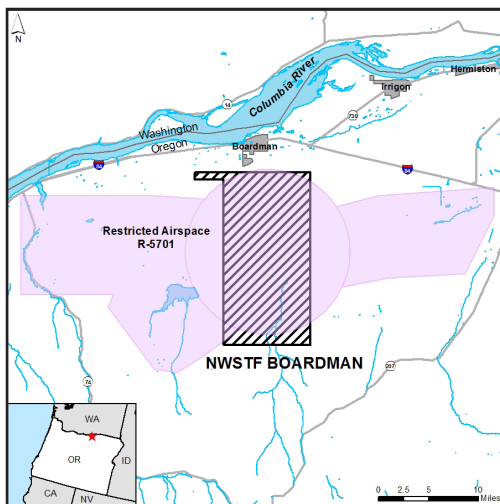 N
Hermiston
Irrigon
14
Columbia River
730
Washington
Oregon
Boardman
84
84
Restricted Airspace
R-5701
NWSTF BOARDMAN
74
207
WA
OR
ID
CA
NV
0 2.5 5 10
Miles